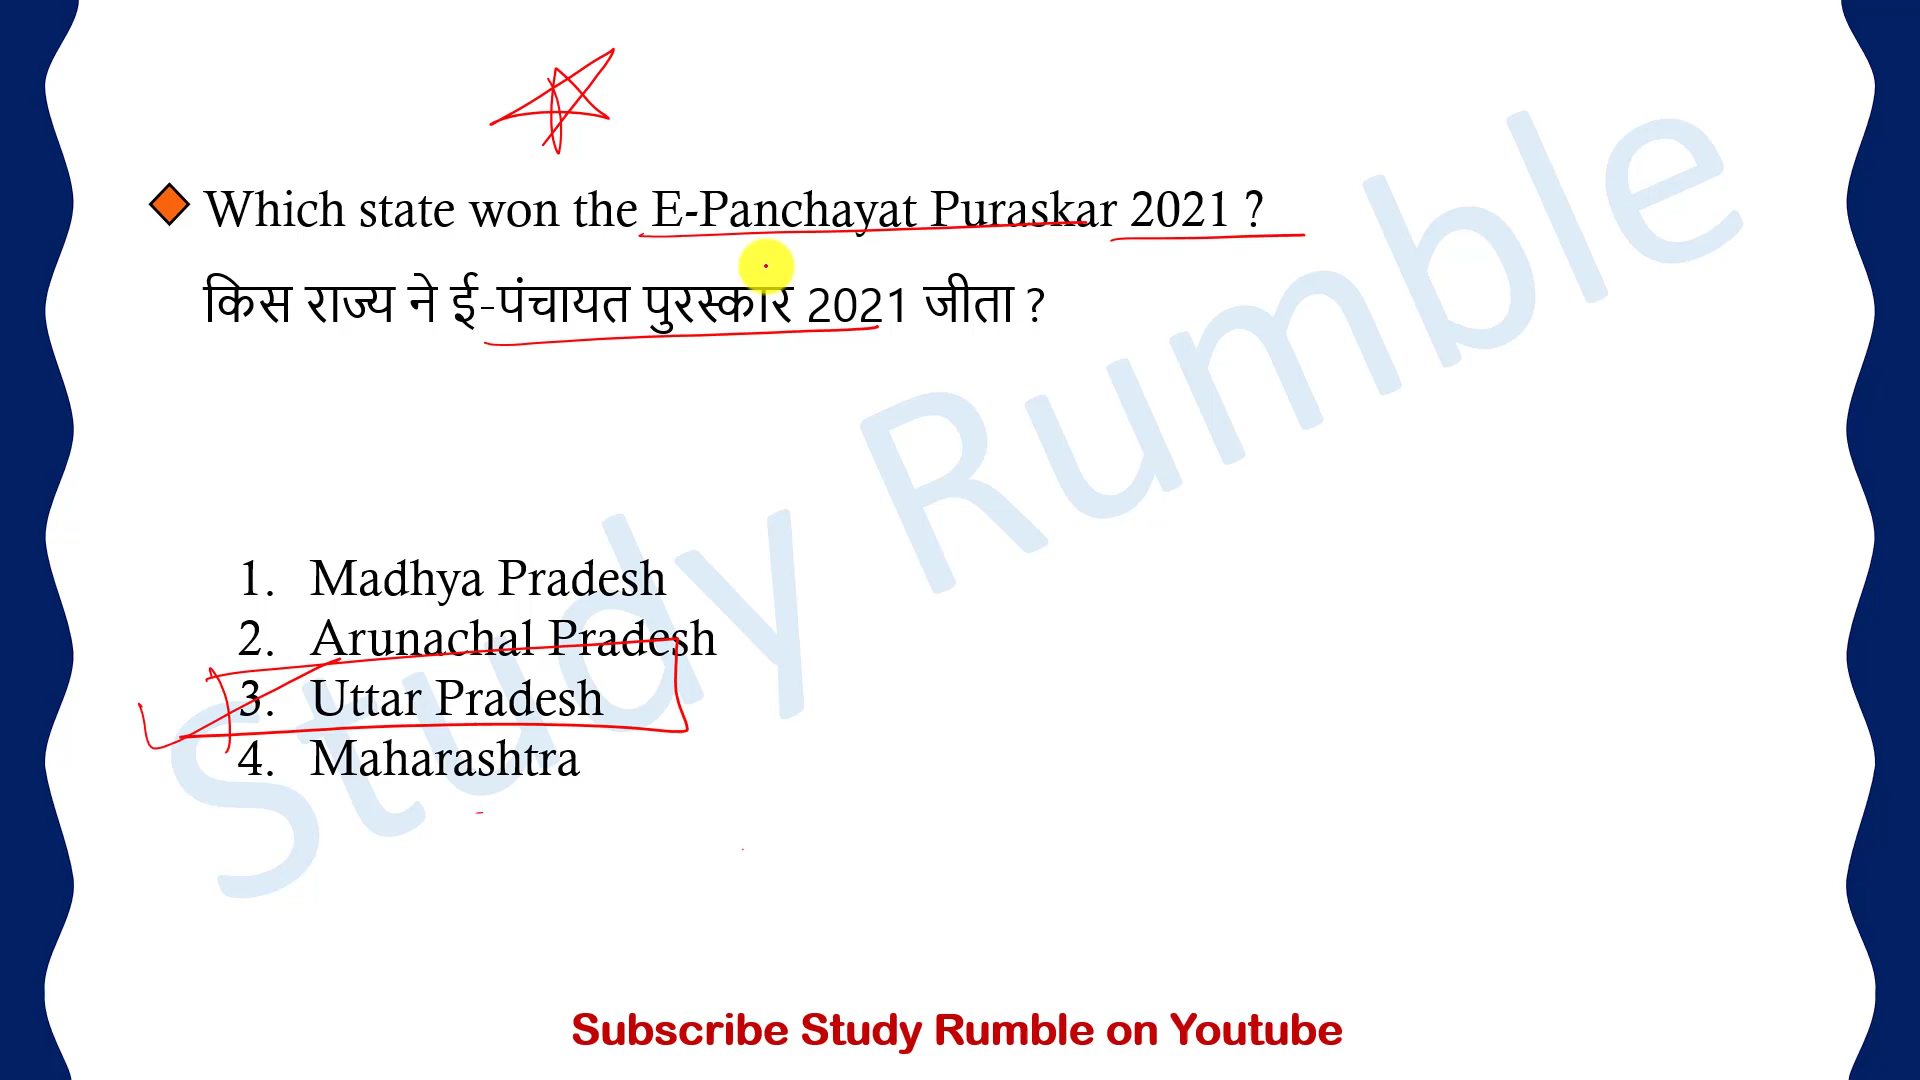 Which state won the E-Panchayat Puraskar 2021 ?
किस राज्य ने ई-पंचायत पुरस्कार 2021 जीता ?
1. Madhya Pradesh
2. Arunachal Pradesh
3. Uttar Pradesh
4. Maharashtra
Study Rumble
Subscribe Study Rumble on Youtube